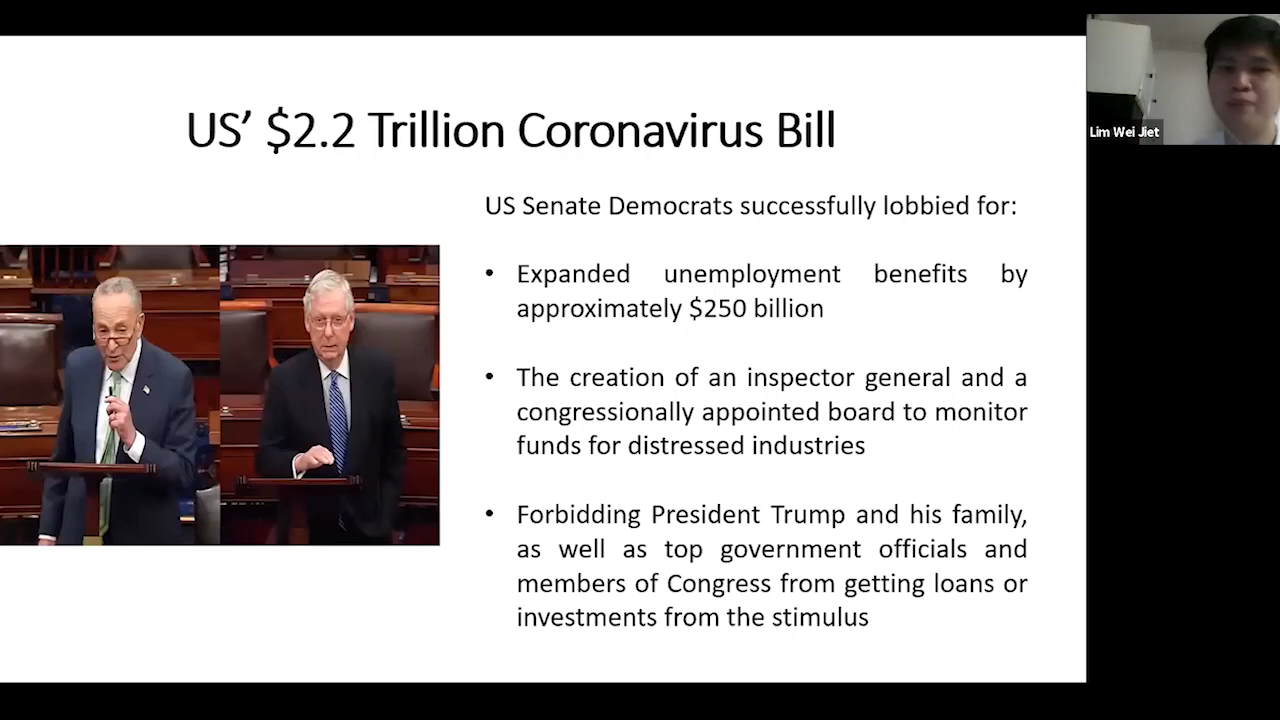 US’ $2.2 Trillion Coronavirus Bill
Lim Wei Jiet
US Senate Democrats successfully lobbied for:
• Expanded unemployment benefits by
approximately $250 billion
• The creation of an inspector general and a
congressionally appointed board to monitor
funds for distressed industries
• Forbidding President Trump and his family,
as well as top government officials and
members of Congress from getting loans or
investments from the stimulus